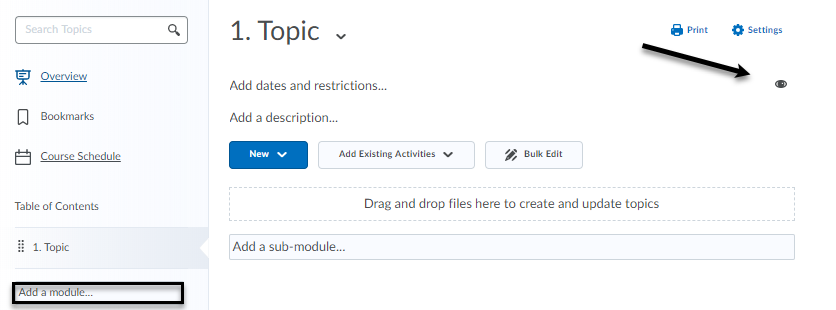 Search Topics
Overview
Bookmarks
Course Schedule
Table of Contents
1. Topic
Add a module...
1. Topic
Print
Settings
Add dates and restrictions...
Add a description...
New
Add Existing Activities
Bulk Edit
Drag and drop files here to create and update topics
Add a sub-module...